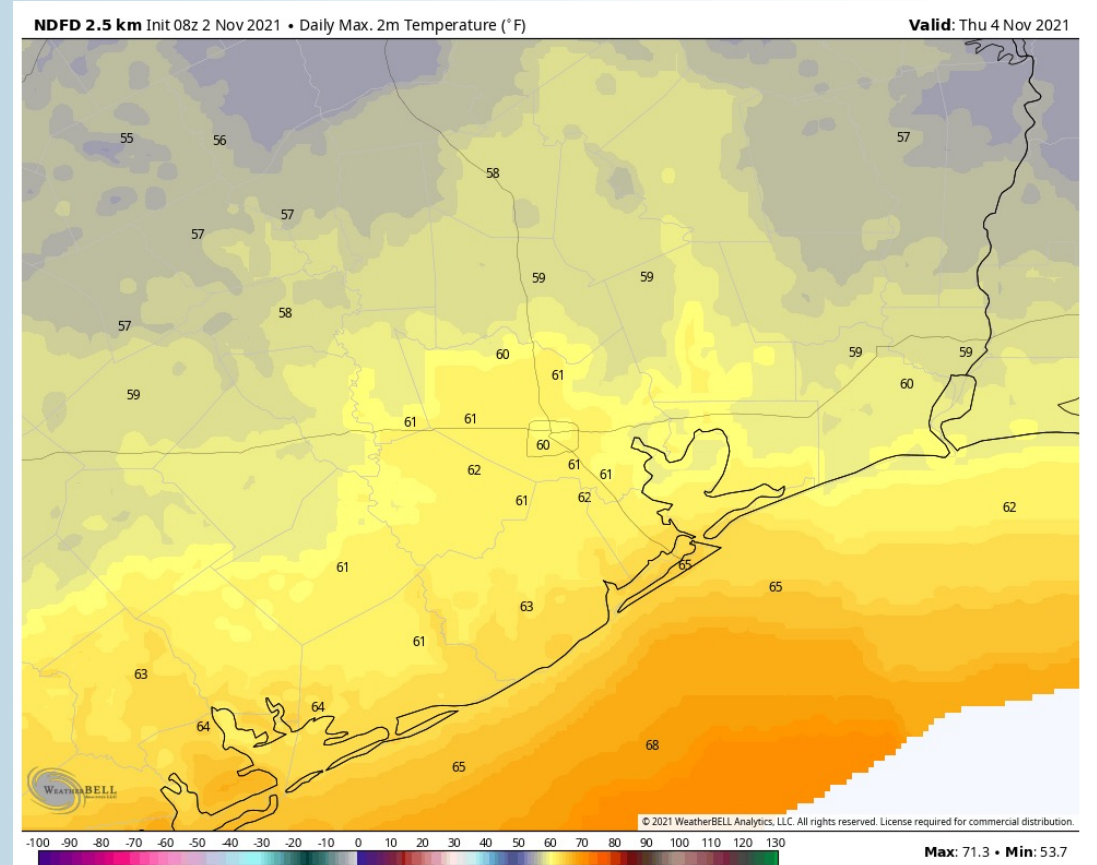 NDFD 2.5 km Init 08z 2 Nov 2021 • Daily Max. 2m Temperature (˚F) Valid: Thu 4 Nov 2021
55 56 57
58
57
57
59 59
58
57
60 59 59
61 60
59
61 61
60
62 61 61
61 62 62
61 65
65
63
61
63
64
64
68
65
WEATHERBELL
© 2021 WeatherBELL Analytics, LLC. All rights reserved. License required for commercial distribution.
-100 -90 -80 -70 -60 -50 -40 -30 -20 -10 0 10 20 30 40 50 60 70 80 90 100 110 120 130
Max: 71.3 • Min: 53.7